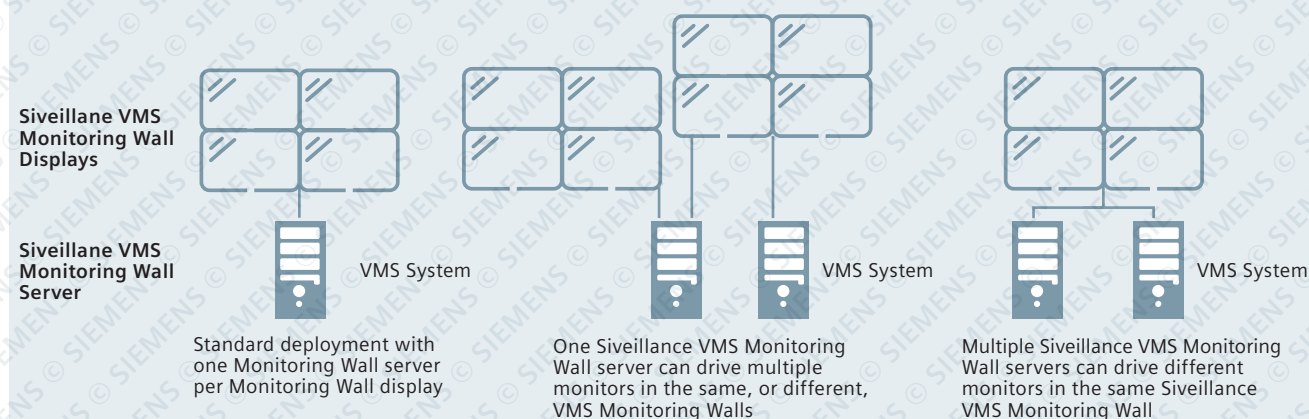 Siveillane VMS
Monitoring Wall
Displays
Siveillane VMS
Monitoring Wall
Server
VMS System
VMS System
VMS System
Standard deployment with
one Monitoring Wall server
per Monitoring Wall display
One Siveillance VMS Monitoring
Wall server can drive multiple
monitors in the same, or different,
VMS Monitoring Walls
Multiple Siveillance VMS Monitoring
Wall servers can drive different
monitors in the same Siveillance
VMS Monitoring Wall
© SIEMENS